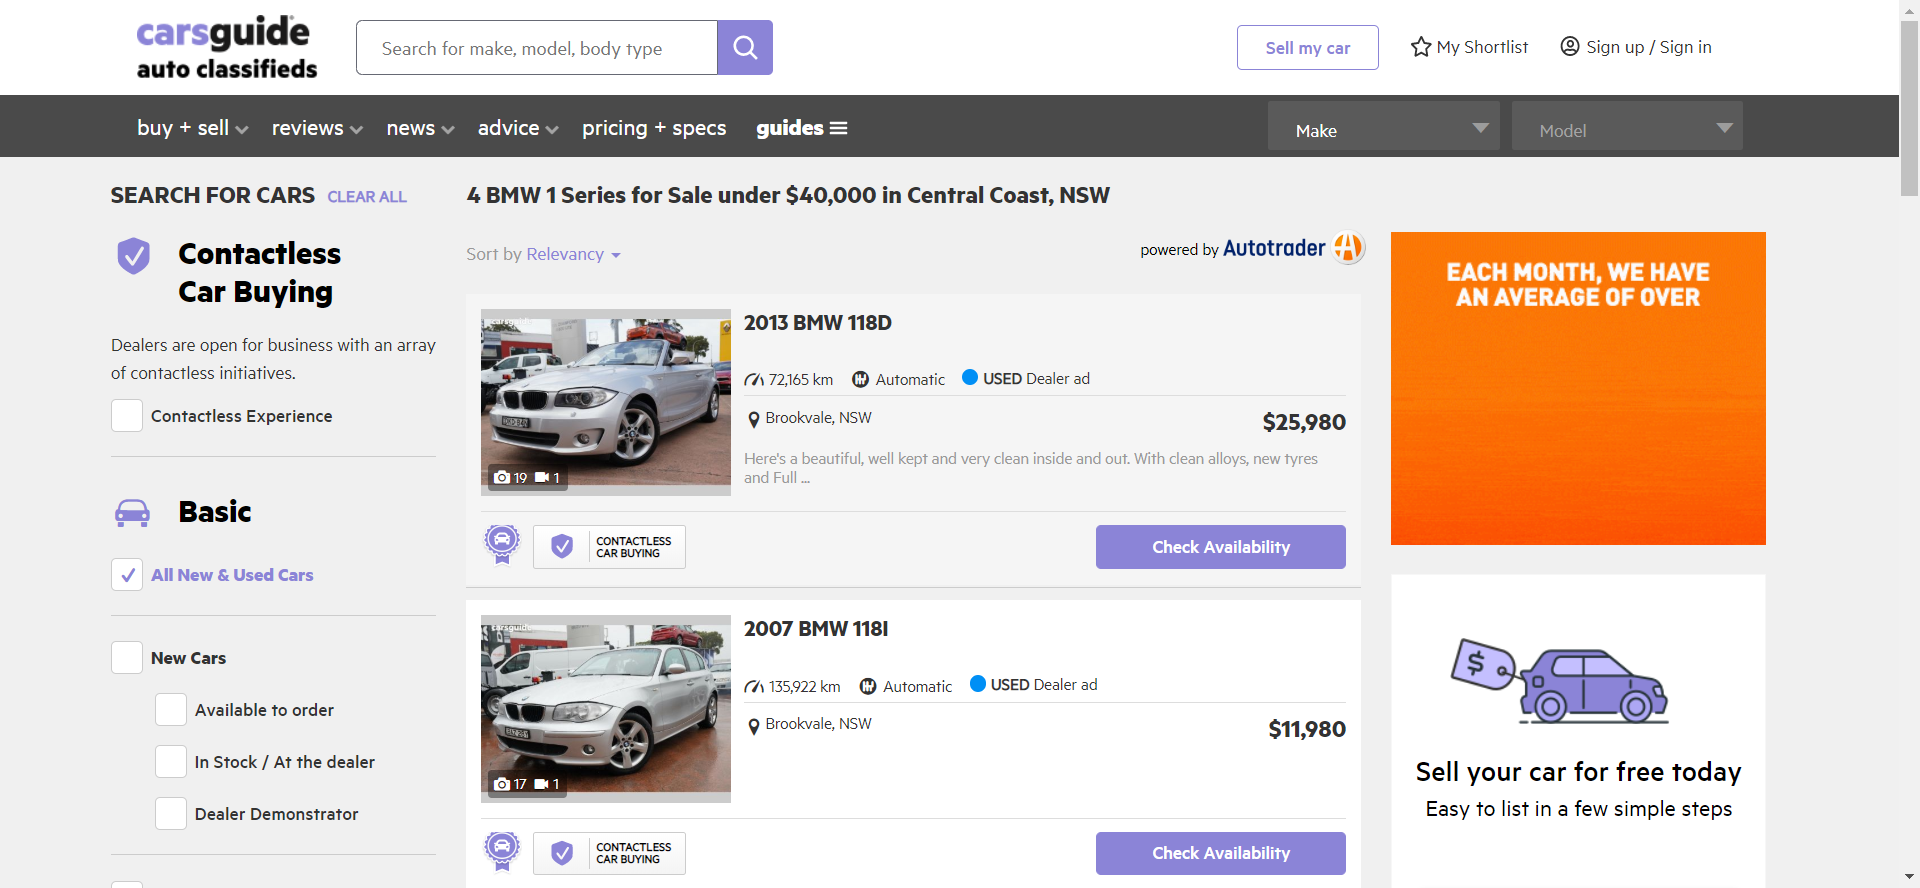 carsguide
auto classifieds
Search for make, model, body type
Sell my car
My Shortlist
Sign up / Sign in
buy + sell
reviews
news
advice
pricing + specs
guides
Make
Model
SEARCH FOR CARS CLEAR ALL
Contactless
Car Buying
Dealers are open for business with an array
of contactless initiatives.
Contactless Experience
Basic
All New & Used Cars
New Cars
Available to order
In Stock / At the dealer
Dealer Demonstrator
4 BMW 1 Series for Sale under $40,000 in Central Coast, NSW
Sort by Relevancy
powered by Autotrader
2013 BMW 118D
72,165 km
Automatic
USED Dealer ad
Brookvale, NSW
$25,980
Here's a beautiful, well kept and very clean inside and out. With clean alloys, new tyres
and Full ...
19 1
CONTACTLESS
CAR BUYING
Check Availability
carsguide
2007 BMW 118I
135,922 km
Automatic
USED Dealer ad
Brookvale, NSW
$11,980
17 1
CONTACTLESS
CAR BUYING
Check Availability
EACH MONTH, WE HAVE
AN AVERAGE OF OVER
$
Sell your car for free today
Easy to list in a few simple steps